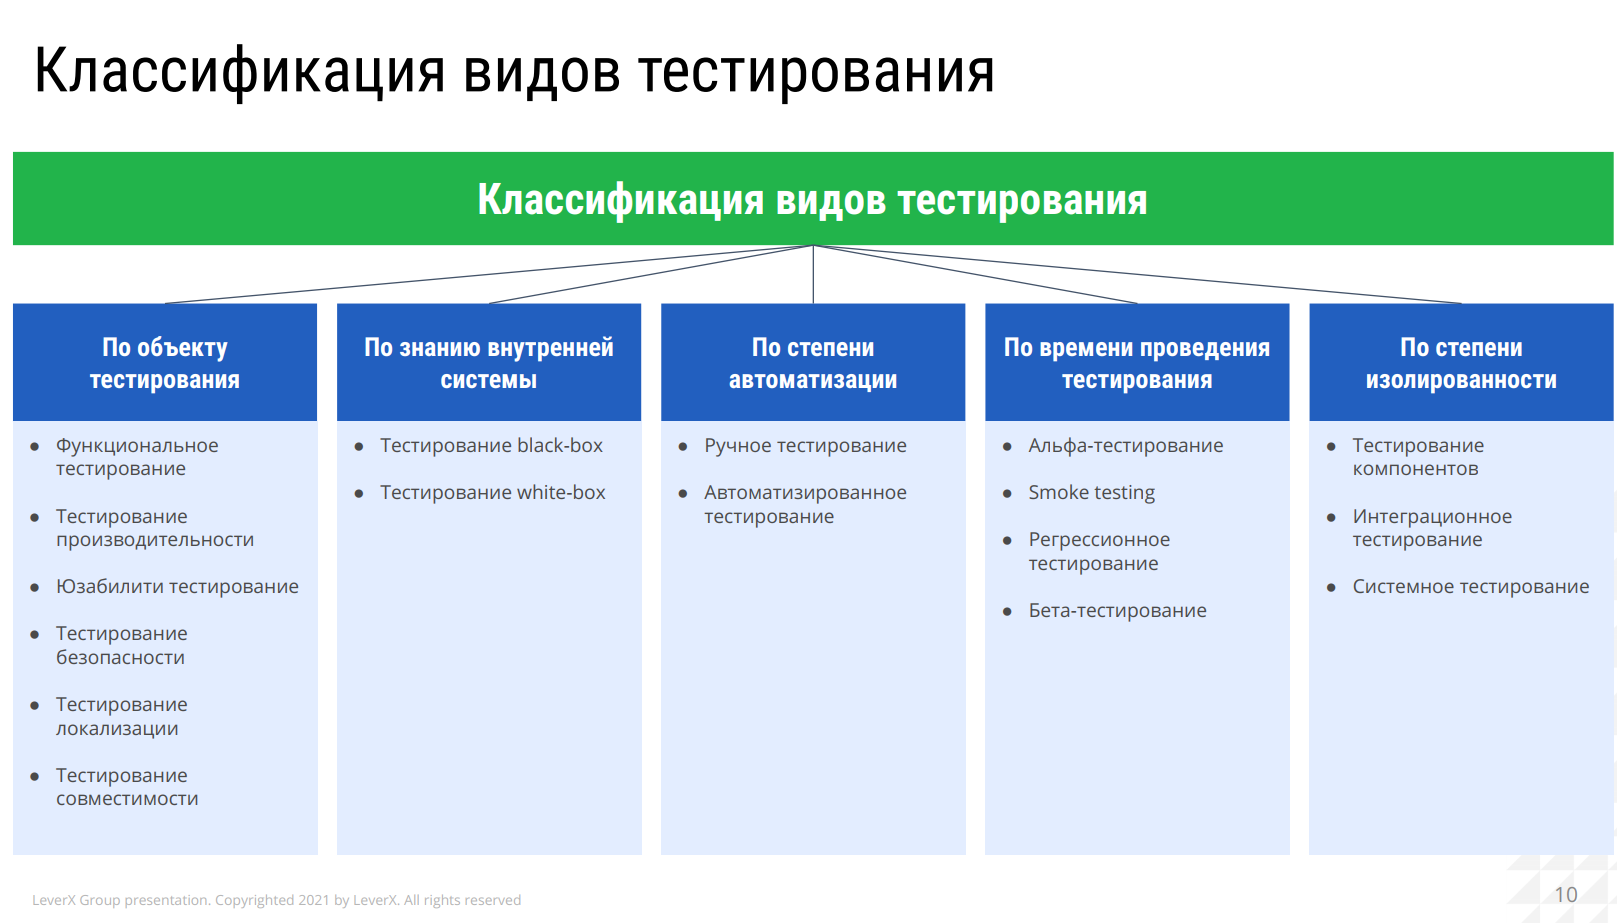 Классификация видов тестирования
Классификация видов тестирования
По объекту
тестирования
● Функциональное
тестирование
● Тестирование
производительности
● Юзабилити тестирование
● Тестирование
безопасности
● Тестирование
локализации
● Тестирование
совместимости
По знанию внутренней
системы
● Тестирование black-box
● Тестирование white-box
По степени
автоматизации
● Ручное тестирование
● Автоматизированное
тестирование
По времени проведения
тестирования
● Альфа-тестирование
● Smoke testing
● Регрессионное
тестирование
● Бета-тестирование
По степени
изолированности
● Тестирование
компонентов
● Интеграционное
тестирование
● Системное тестирование
LeverX Group presentation. Copyrighted 2021 by LeverX. All rights reserved
10